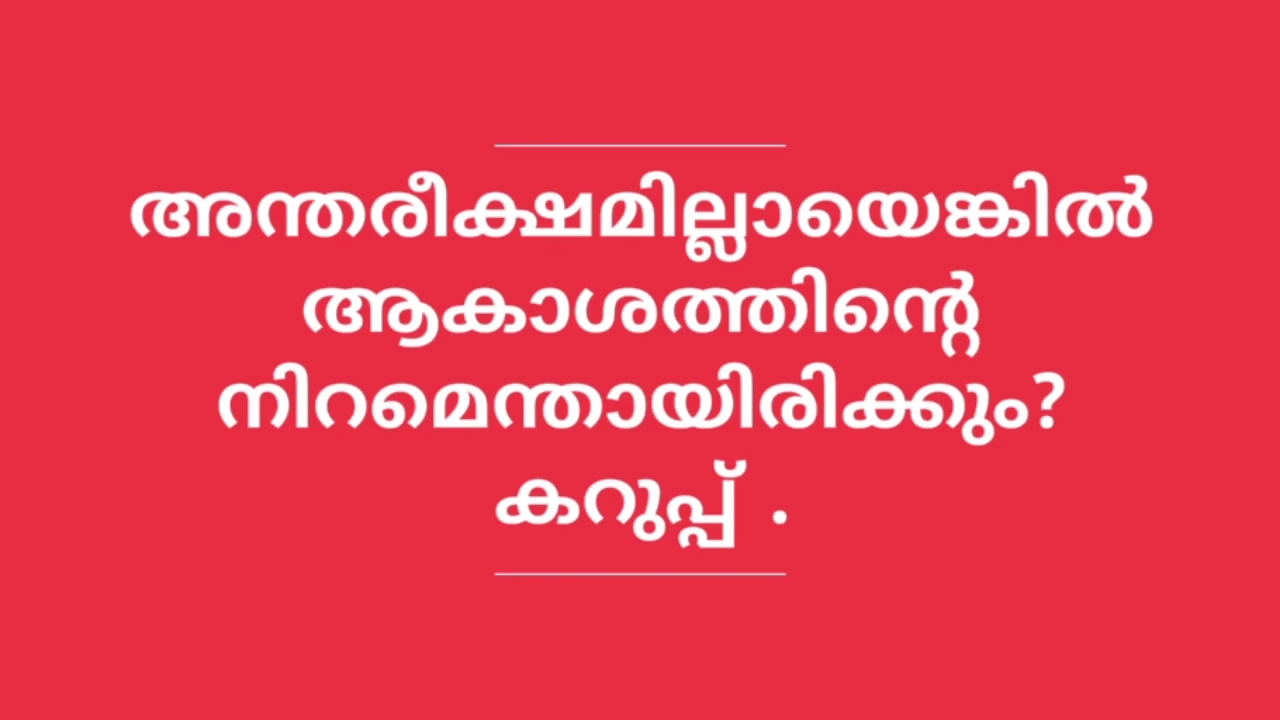 അന്തരീക്ഷമില്ലായെങ്കിൽ
ആകാശത്തിന്റെ
നിറമെന്തായിരിക്കും?
കറുപ്പ് .